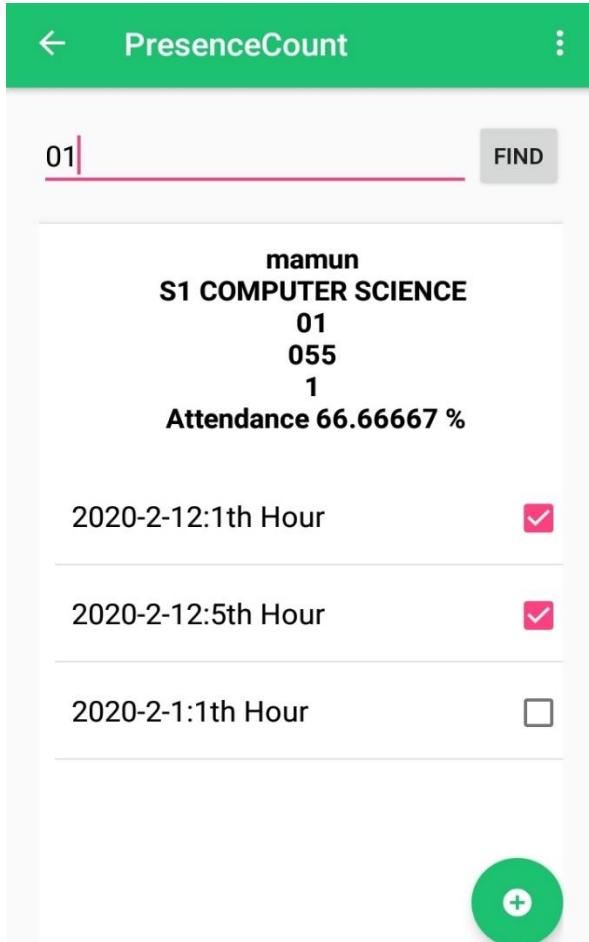 PresenceCount
01
FIND
mamun
S1 COMPUTER SCIENCE
01
055
1
Attendance 66.66667 %
2020-2-12:1th Hour
2020-2-12:5th Hour
2020-2-1:1th Hour